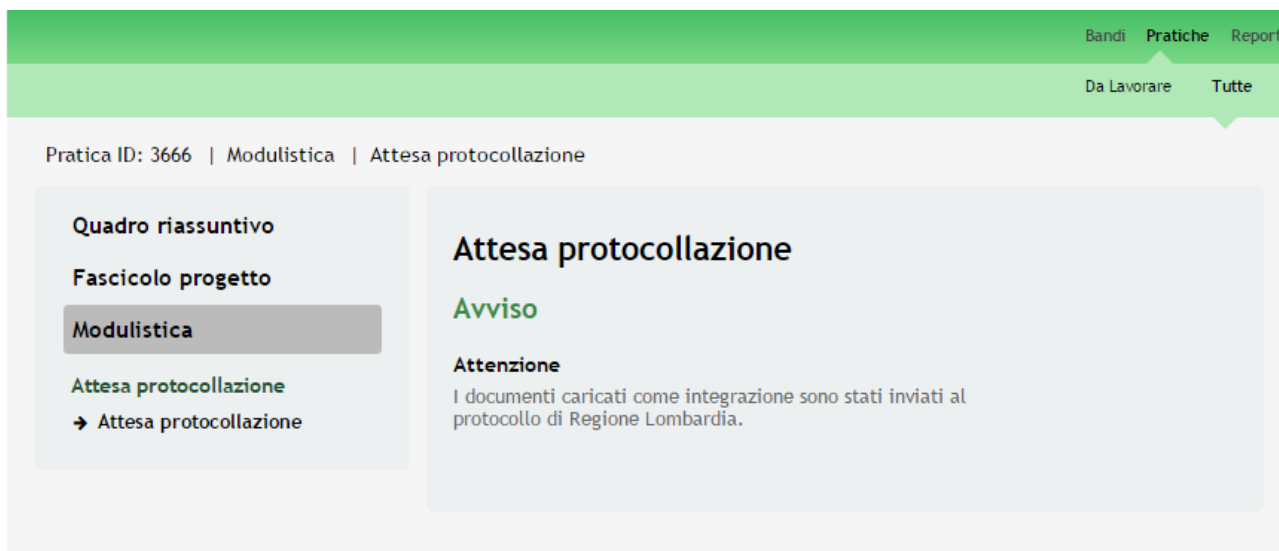 Bandi Pratiche Report
Da Lavorare Tutte
Pratica ID: 3666 | Modulistica | Attesa protocollazione
Quadro riassuntivo
Fascicolo progetto
Modulistica
Attesa protocollazione
→ Attesa protocollazione
Attesa protocollazione
Avviso
Attenzione
I documenti caricati come integrazione sono stati inviati al
protocollo di Regione Lombardia.